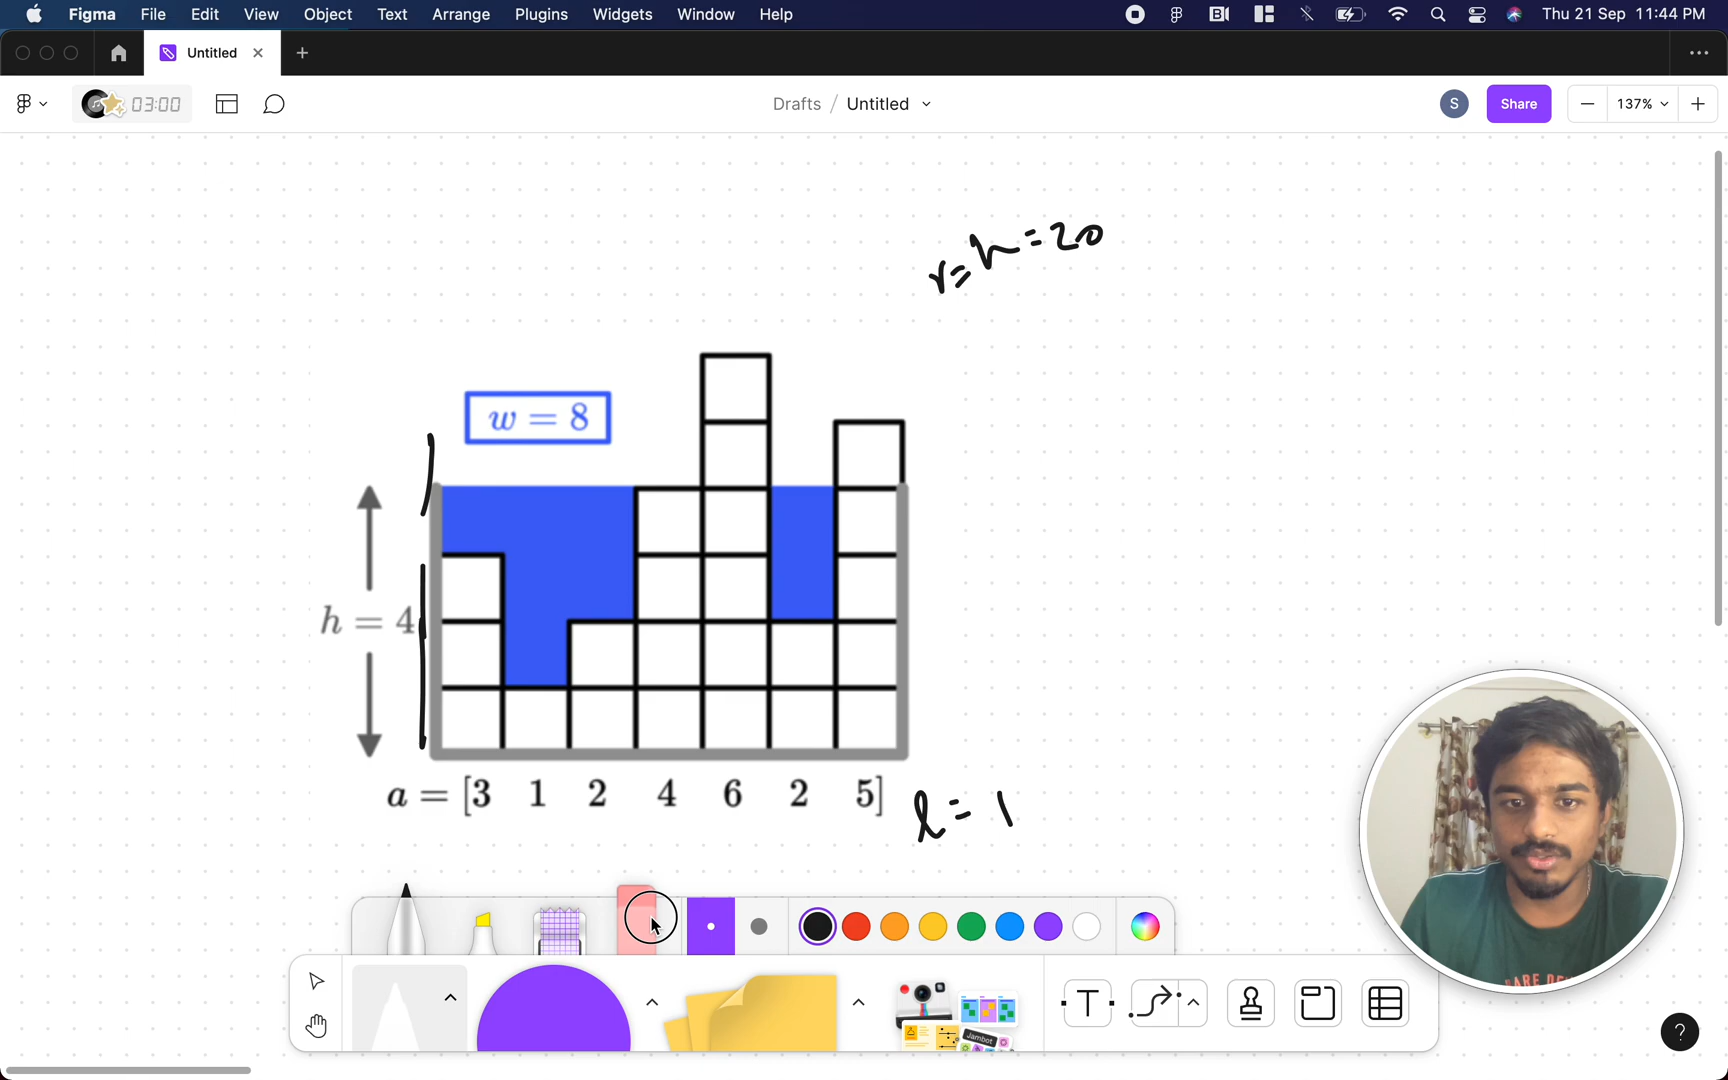 Figma File Edit View Object Text Arrange Plugins Widgets Window Help Thu 21 Sep 11:44 PM
Untitled
03:00 Drafts / Untitled S Share 137%
r = h = 20
w = 8
h = 4
a = [3 1 2 4 6 2 5]
l = 1
T
Jambot
?